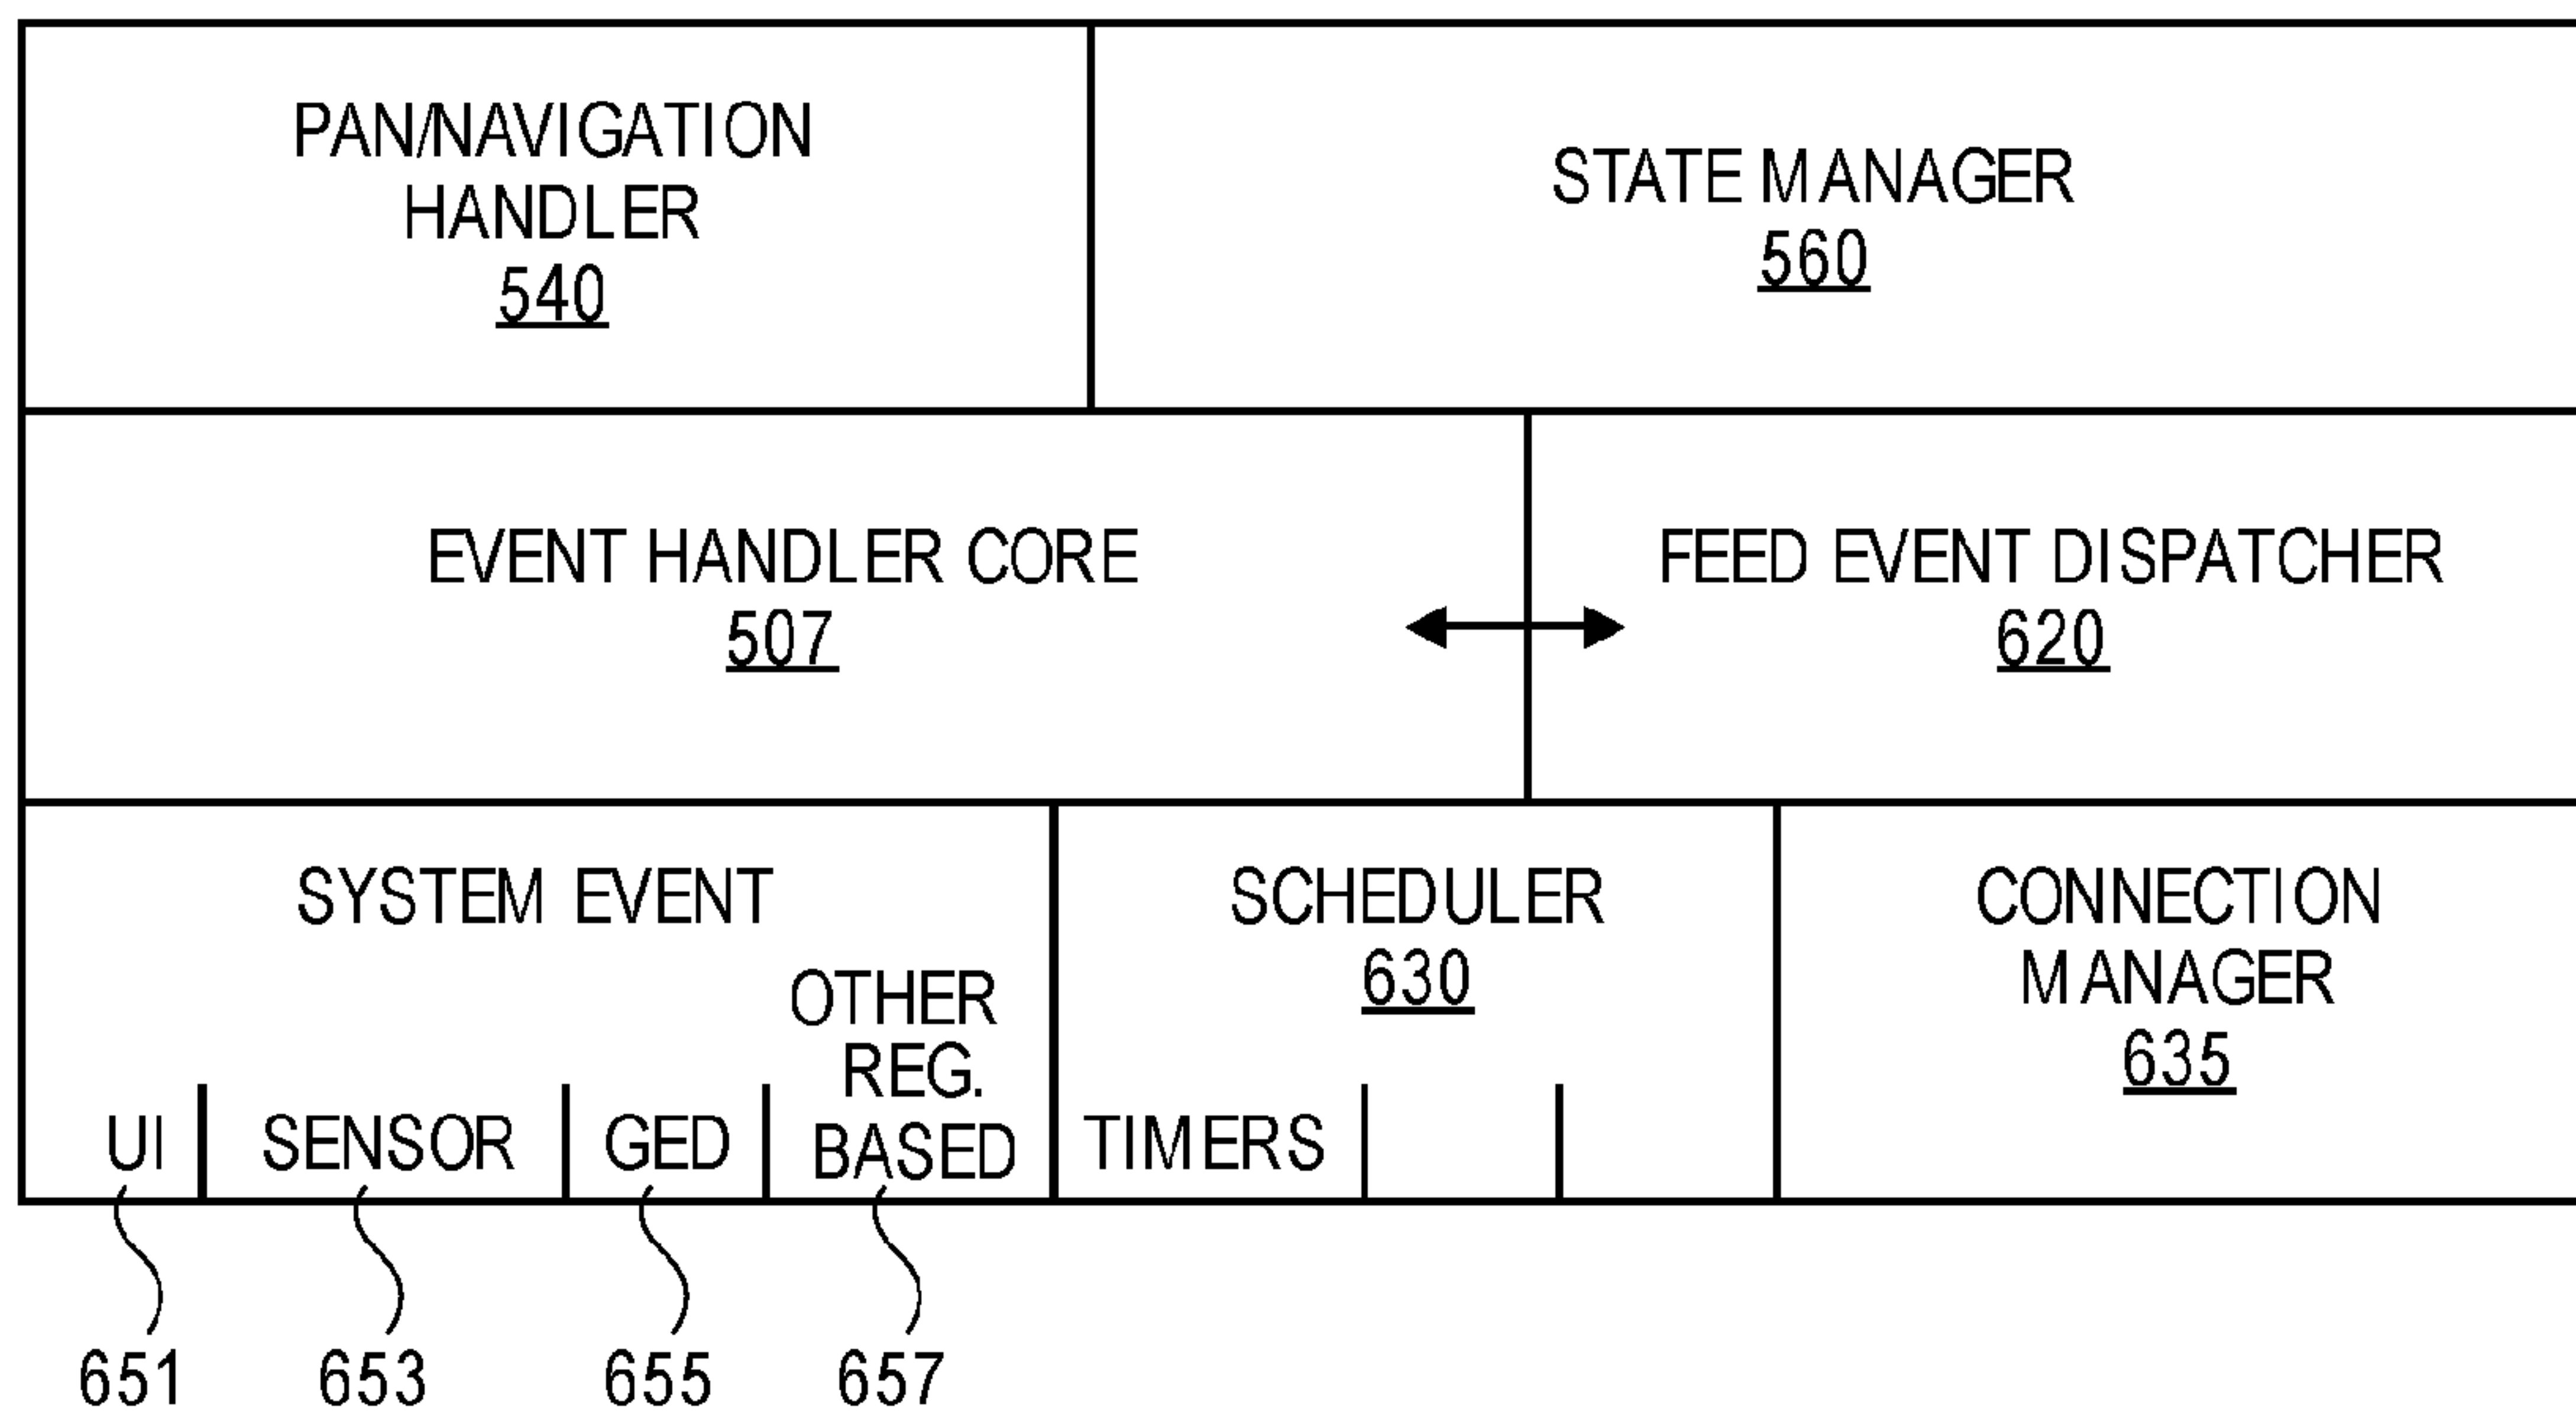 PAN/NAVIGATION
HANDLER
540
STATE MANAGER
560
EVENT HANDLER CORE
507
FEED EVENT DISPATCHER
620
SYSTEM EVENT
UI
SENSOR
GED
OTHER
REG.
BASED
SCHEDULER
630
TIMERS
CONNECTION
MANAGER
635
651
653
655
657